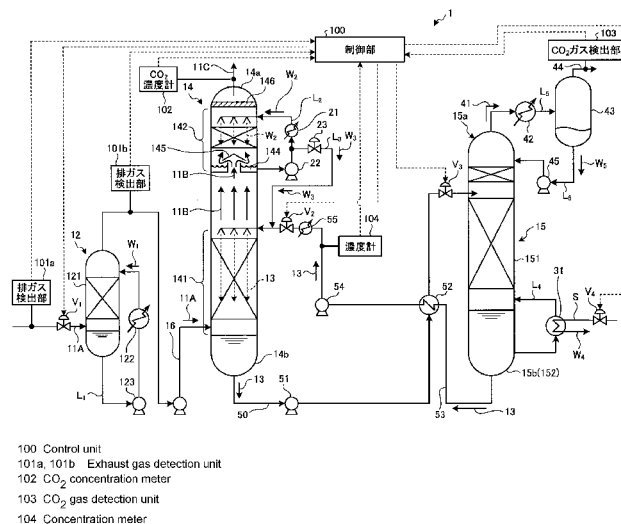 1
100
制御部
103
CO2ガス検出部
44
11C
14a
146
CO2
濃度計
102
14
W2
L2
21
23
142
W2
145
144
W3
22
11B
101b
排ガス
検出部
11B
W3
V2
55
104
濃度計
41
15a
42
L5
43
45
W5
L6
V3
15
151
101a
排ガス
検出部
12
W1
V1
121
11A
122
123
L1
141
11A
13
16
14b
13
54
52
13
50
51
53
13
L4
31
S
V4
W4
15b(152)
100 Control unit
101a, 101b Exhaust gas detection unit
102 CO2 concentration meter
103 CO2 gas detection unit
104 Concentration meter